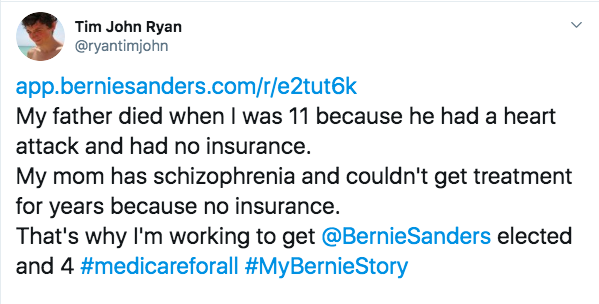 Tim John Ryan
@ryantimjohn
app.berniesanders.com/r/e2tut6k
My father died when I was 11 because he had a heart
attack and had no insurance.
My mom has schizophrenia and couldn't get treatment
for years because no insurance.
That's why I'm working to get @BernieSanders elected
and 4 #medicareforall #MyBernieStory